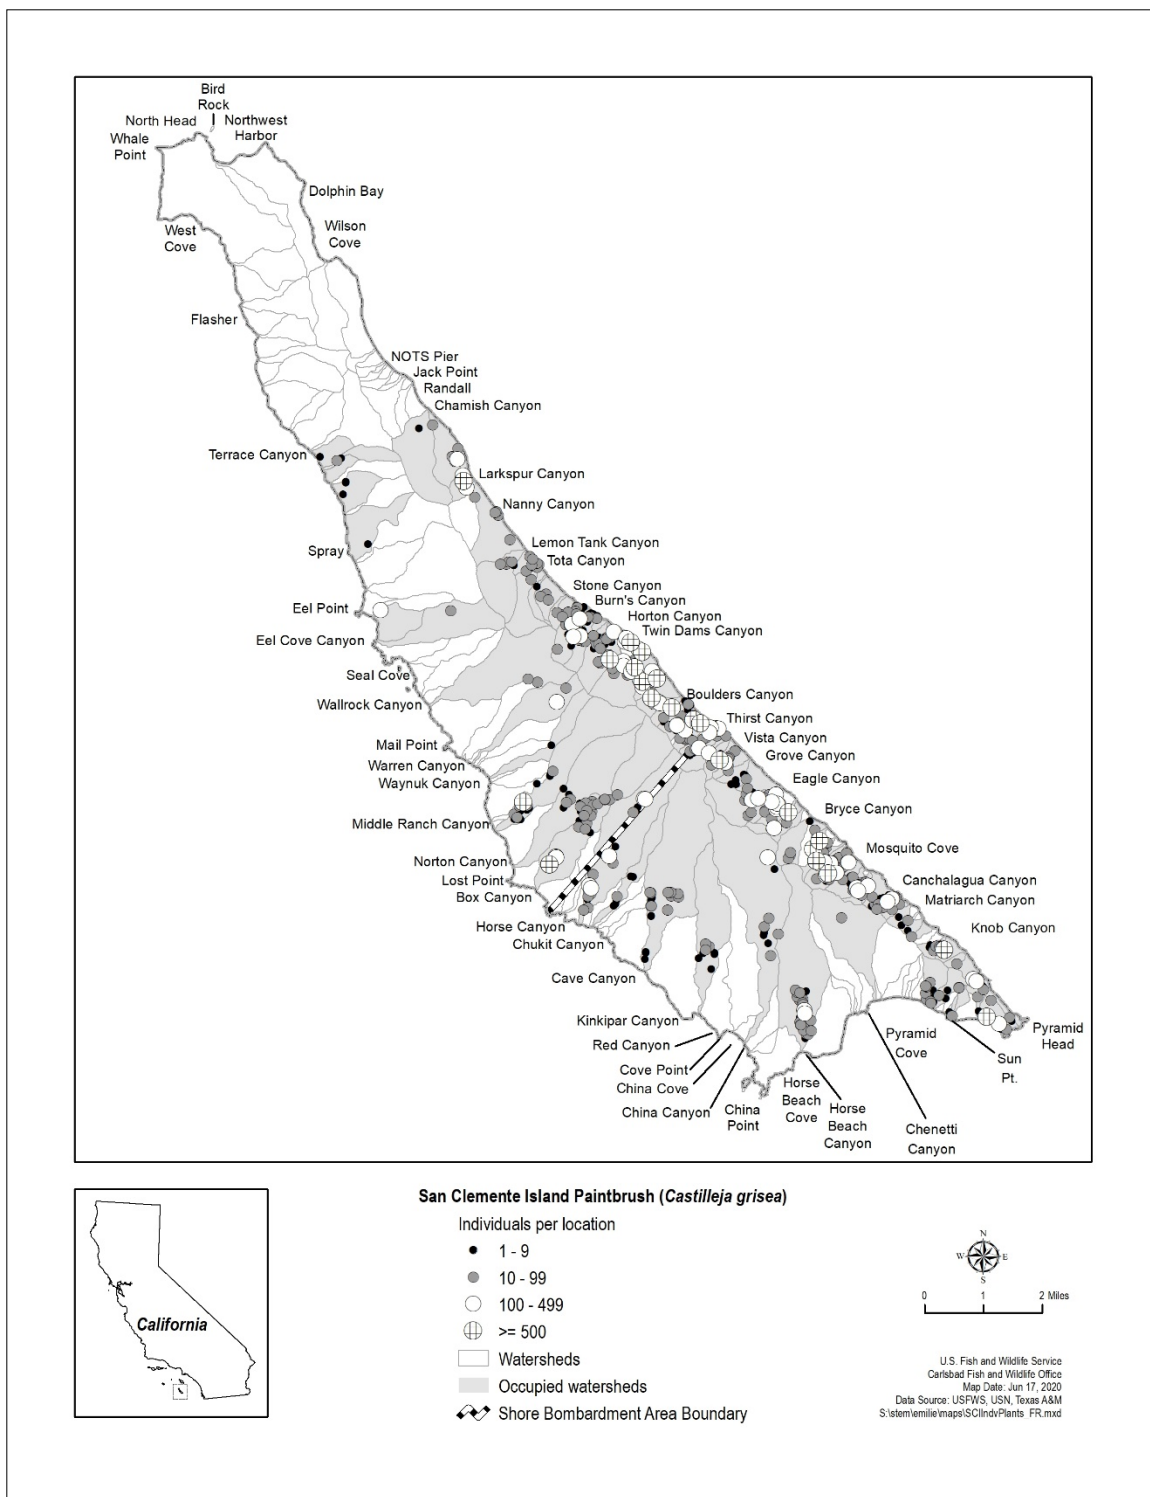 Bird
Rock
North Head
Northwest
Harbor
Whale
Point
Dolphin Bay
West
Cove
Wilson
Cove
Flasher
NOTS Pier
Jack Point
Randall
Chamish Canyon
Terrace Canyon
Larkspur Canyon
Nanny Canyon
Spray
Lemon Tank Canyon
Tota Canyon
Stone Canyon
Burn's Canyon
Eel Point
Horton Canyon
Twin Dams Canyon
Eel Cove Canyon
Seal Cove
Boulders Canyon
Wallrock Canyon
Thirst Canyon
Vista Canyon
Mail Point
Grove Canyon
Warren Canyon
Waynuk Canyon
Eagle Canyon
Bryce Canyon
Middle Ranch Canyon
Mosquito Cove
Norton Canyon
Lost Point
Canchalagua Canyon
Box Canyon
Matriarch Canyon
Horse Canyon
Knob Canyon
Chukit Canyon
Cave Canyon
Kinkipar Canyon
Red Canyon
Pyramid
Cove
Pyramid
Head
Cove Point
China Cove
Sun
Pt.
China Canyon
China
Point
Horse
Beach
Cove
Horse
Beach
Canyon
Chenetti
Canyon
California
San Clemente Island Paintbrush (Castilleja grisea)
Individuals per location
1 - 9
10 - 99
100 - 499
>= 500
Watersheds
Occupied watersheds
Shore Bombardment Area Boundary
N
W E
S
0 1 2 Miles
U.S. Fish and Wildlife Service
Carlsbad Fish and Wildlife Office
Map Date: Jun 17, 2020
Data Source: USFWS, USN, Texas A&M
S:\stem\emilie\maps\SCIIndvPlants_FR.mxd